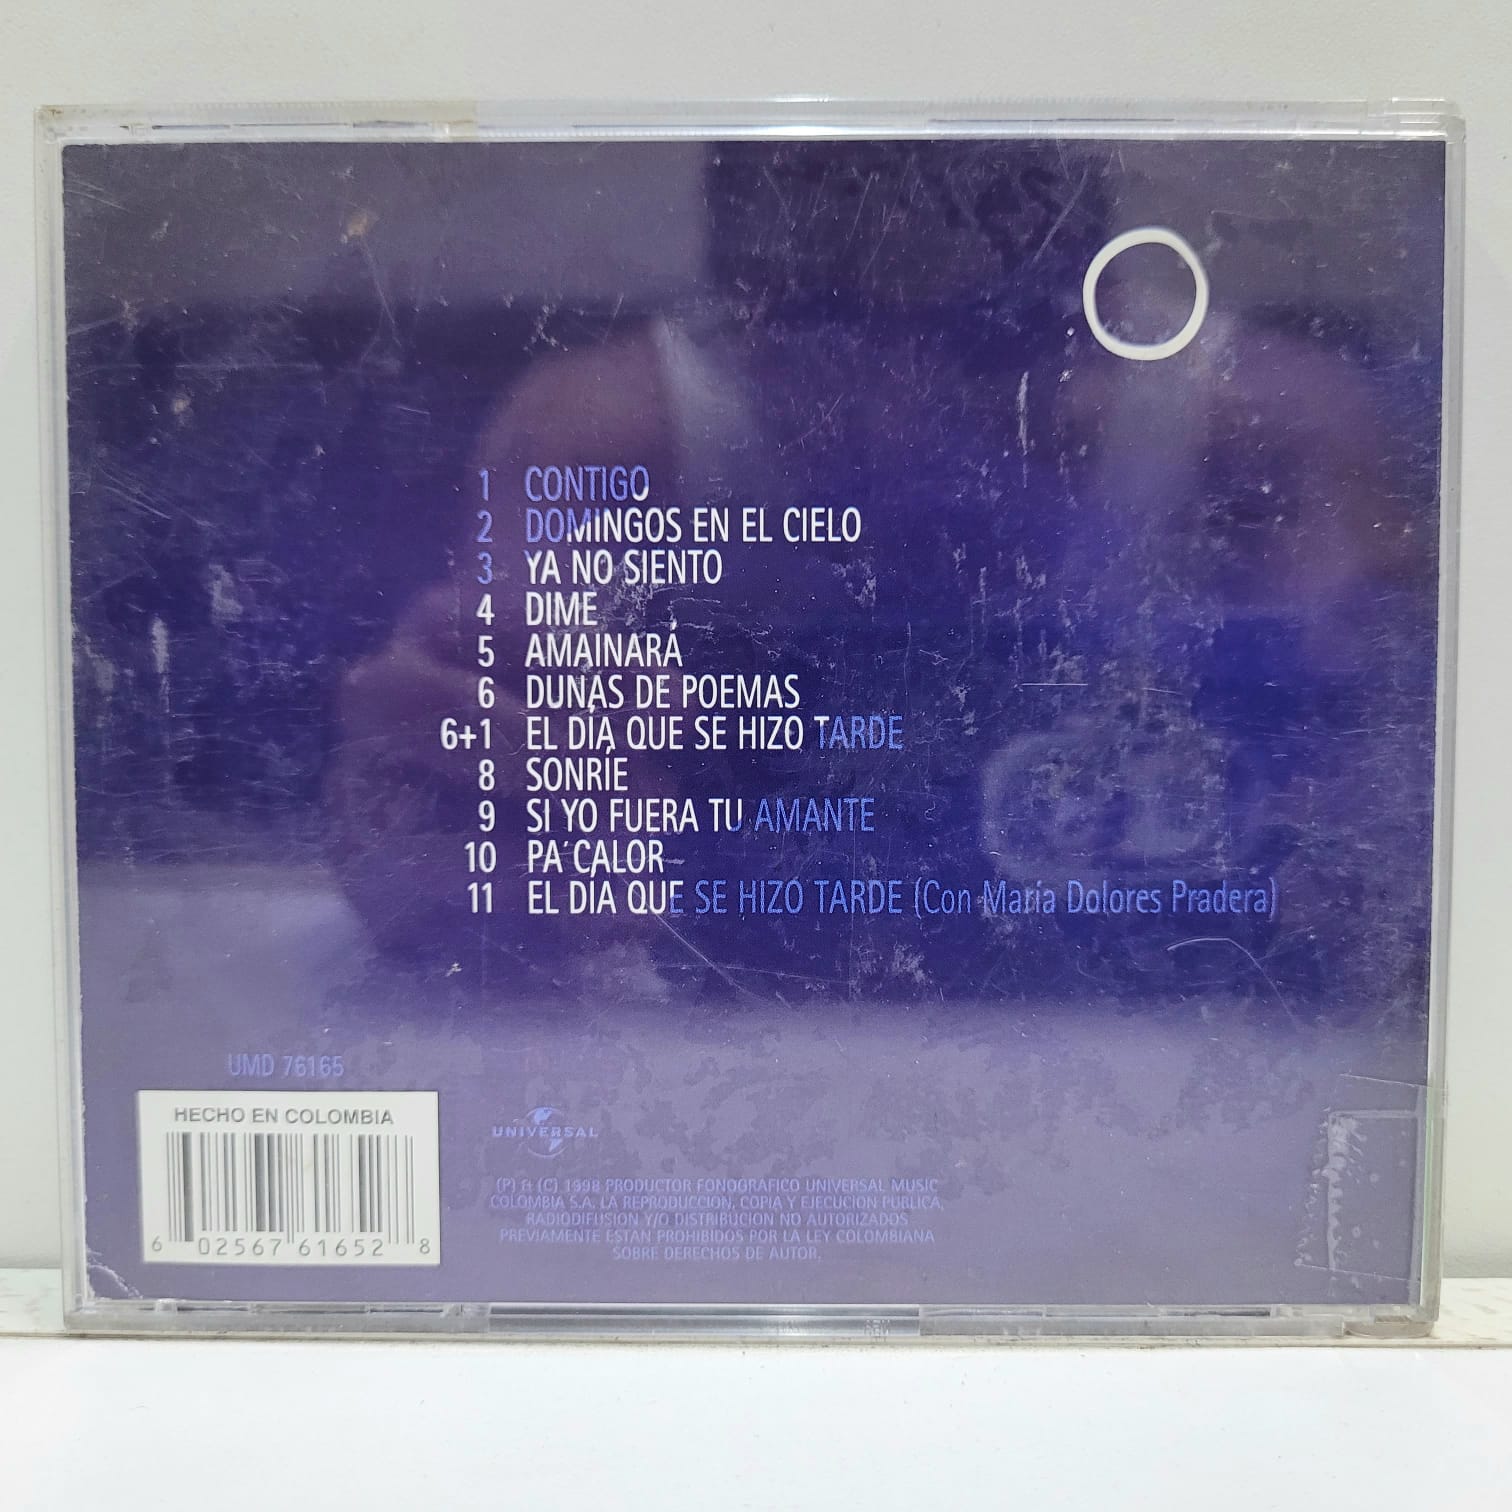 1 CONTIGO
2 DOMINGOS EN EL CIELO
3 YA NO SIENTO
4 DIME
5 AMAINARÁ
6 DUNAS DE POEMAS
6+1 EL DÍA QUE SE HIZO TARDE
8 SONRÍE
9 SI YO FUERA TU AMANTE
10 PA´CALOR
11 EL DÍA QUE SE HIZO TARDE (Con María Dolores Pradera)
UMD 76165
HECHO EN COLOMBIA
6 02567 61652 8
UNIVERSAL
(P) & (C) 1998 PRODUCTOR FONOGRÁFICO UNIVERSAL MUSIC
COLOMBIA S.A. LA REPRODUCCION, COPIA Y EJECUCION PUBLICA,
RADIODIFUSION Y/O DISTRIBUCION NO AUTORIZADOS
PREVIAMENTE ESTAN PROHIBIDOS POR LA LEY COLOMBIANA
SOBRE DERECHOS DE AUTOR.